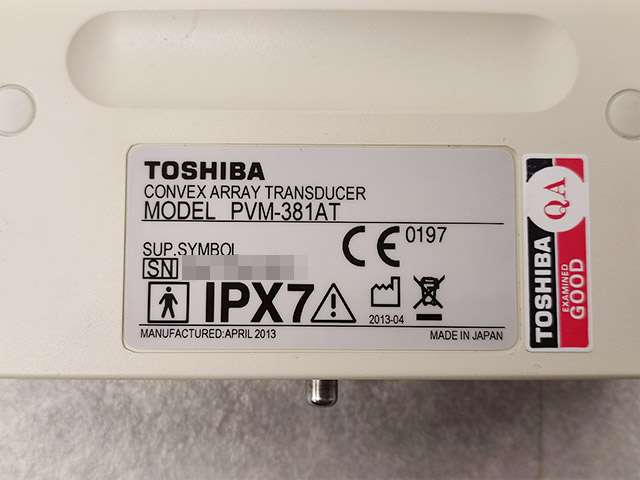 TOSHIBA
CONVEX ARRAY TRANSDUCER
MODEL PVM-381AT
CE 0197
SUP.SYMBOL
SN
IPX7
2013-04
MANUFACTURED:APRIL 2013
MADE IN JAPAN
TOSHIBA
QA
EXAMINED
GOOD